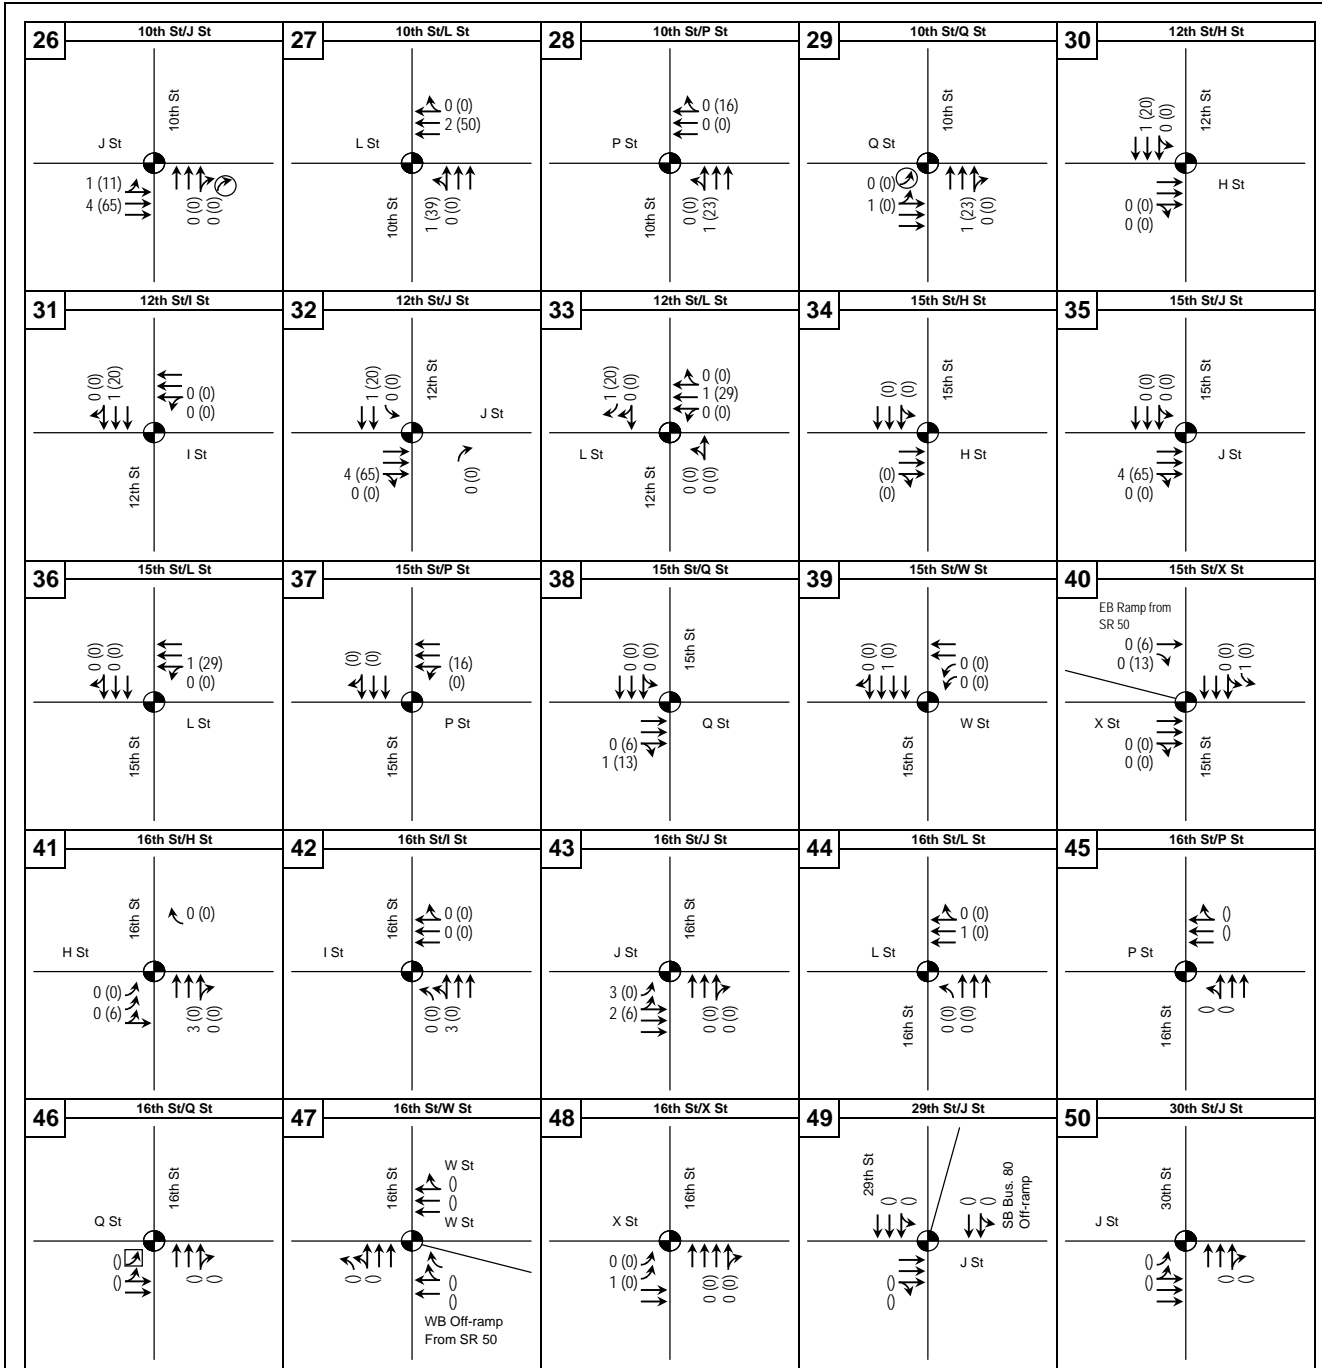 26
10th St/J St
10th St
J St
1 (11)
4 (65)
0 (0)
0 (0)
27
10th St/L St
0 (0)
2 (50)
L St
10th St
1 (39)
0 (0)
28
10th St/P St
0 (16)
0 (0)
P St
10th St
0 (0)
1 (23)
29
10th St/Q St
10th St
Q St
0 (0)
1 (0)
1 (23)
0 (0)
30
12th St/H St
1 (20)
0 (0)
12th St
H St
0 (0)
0 (0)
31
12th St/I St
0 (0)
1 (20)
0 (0)
0 (0)
I St
12th St
32
12th St/J St
1 (20)
0 (0)
12th St
J St
4 (65)
0 (0)
0 (0)
33
12th St/L St
1 (20)
0 (0)
0 (0)
1 (29)
0 (0)
L St
12th St
0 (0)
0 (0)
34
15th St/H St
(0)
(0)
15th St
H St
(0)
(0)
35
15th St/J St
0 (0)
0 (0)
15th St
J St
4 (65)
0 (0)
36
15th St/L St
0 (0)
0 (0)
1 (29)
0 (0)
L St
15th St
37
15th St/P St
(0)
(0)
(16)
(0)
P St
15th St
38
15th St/Q St
0 (0)
0 (0)
15th St
Q St
0 (6)
1 (13)
39
15th St/W St
0 (0)
1 (0)
0 (0)
0 (0)
W St
15th St
40
15th St/X St
EB Ramp from
SR 50
0 (6)
0 (13)
0 (0)
1 (0)
X St
0 (0)
0 (0)
15th St
41
16th St/H St
16th St
0 (0)
H St
0 (0)
0 (6)
3 (0)
0 (0)
42
16th St/I St
16th St
0 (0)
0 (0)
I St
0 (0)
3 (0)
43
16th St/J St
16th St
J St
3 (0)
2 (6)
0 (0)
0 (0)
44
16th St/L St
0 (0)
1 (0)
L St
16th St
0 (0)
0 (0)
45
16th St/P St
()
()
P St
16th St
()
()
46
16th St/Q St
16th St
Q St
()
()
()
()
47
16th St/W St
16th St
W St
()
()
W St
()
()
()
()
WB Off-ramp
From SR 50
48
16th St/X St
16th St
X St
0 (0)
1 (0)
0 (0)
0 (0)
49
29th St/J St
29th St
()
()
()
()
SB Bus. 80
Off-ramp
J St
()
()
50
30th St/J St
30th St
J St
()
()
()
()